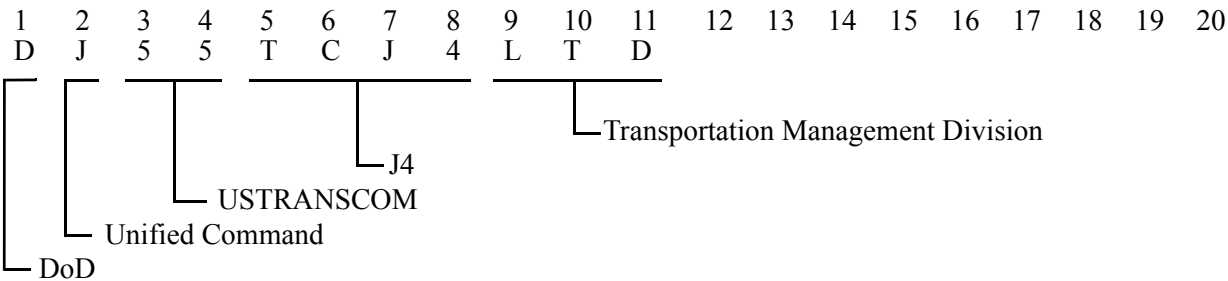 1 2 3 4 5 6 7 8 9 10 11 12 13 14 15 16 17 18 19 20
D J 5 5 T C J 4 L T D
Transportation Management Division
J4
USTRANSCOM
Unified Command
DoD